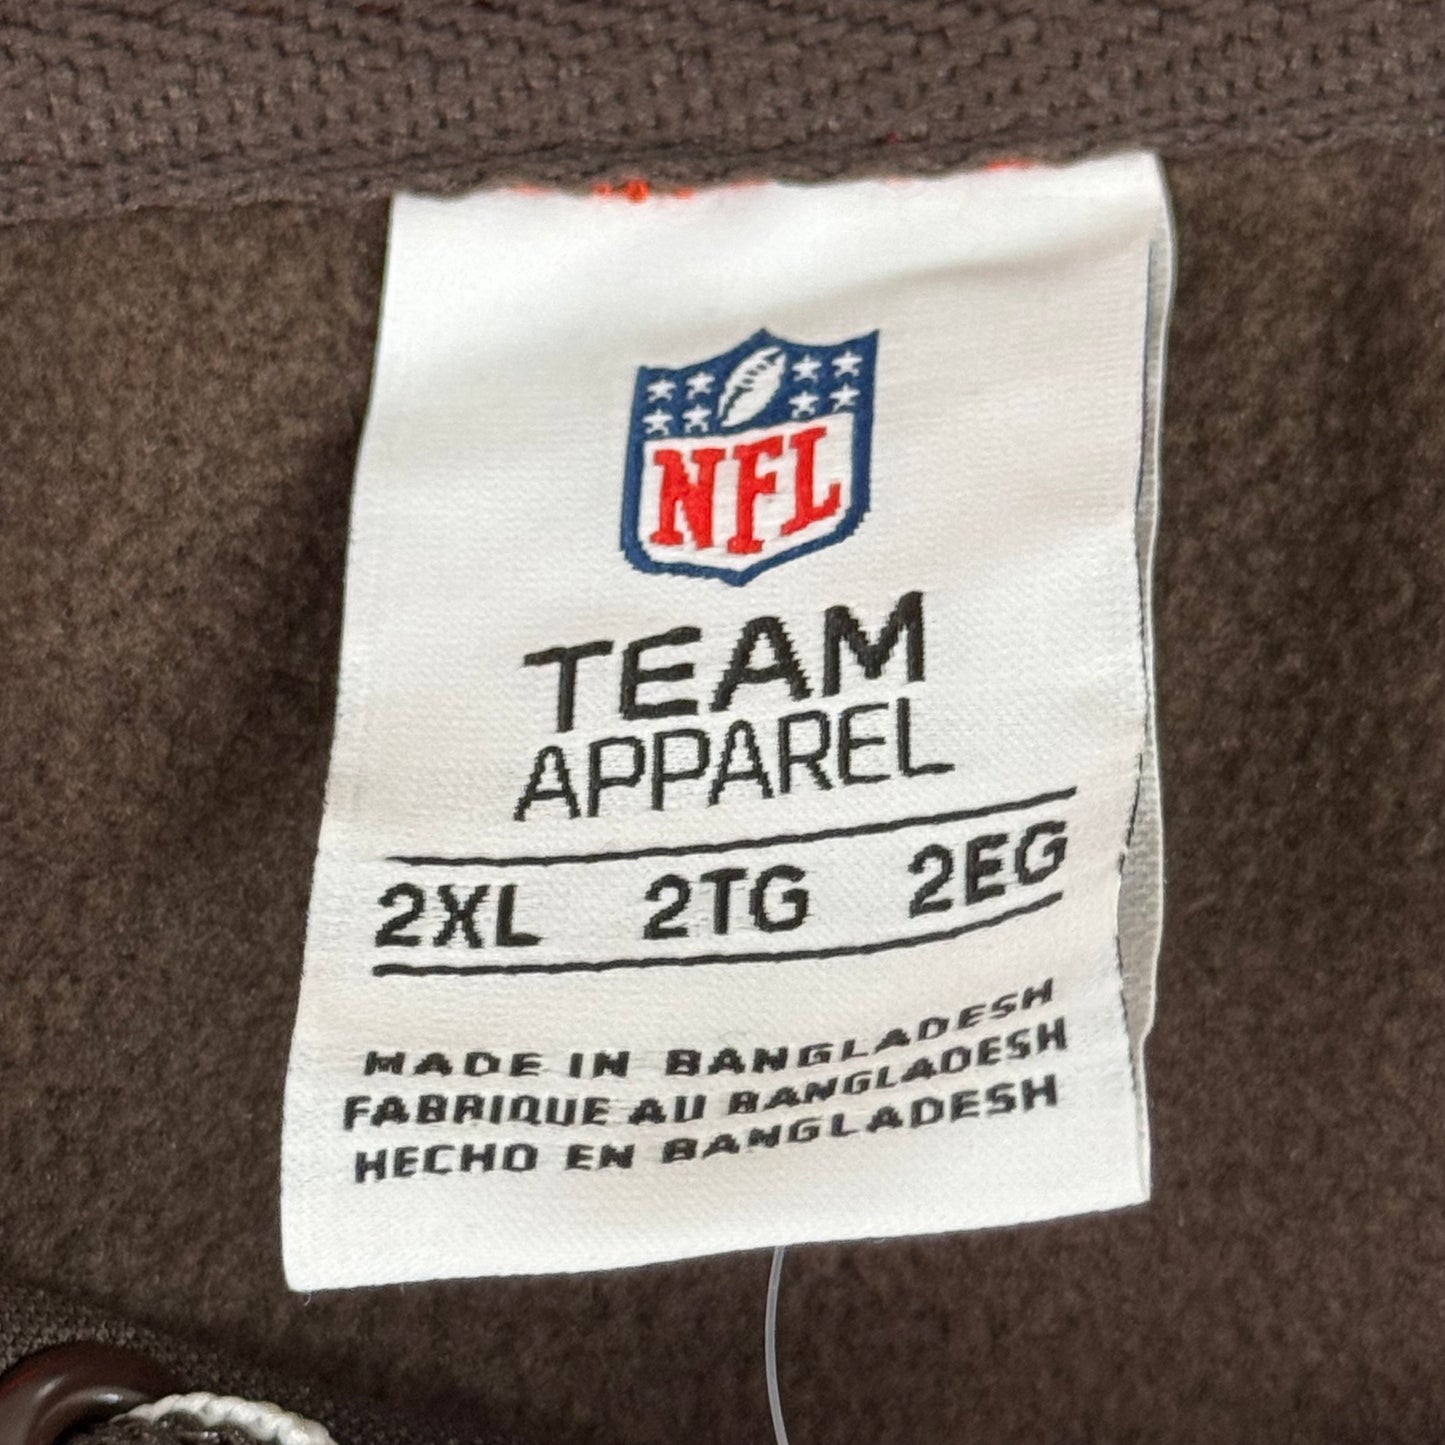 NFL
TEAM
APPAREL
2XL 2TG 2EG
MADE IN BANGLADESH
FABRIQUE AU BANGLADESH
HECHO EN BANGLADESH